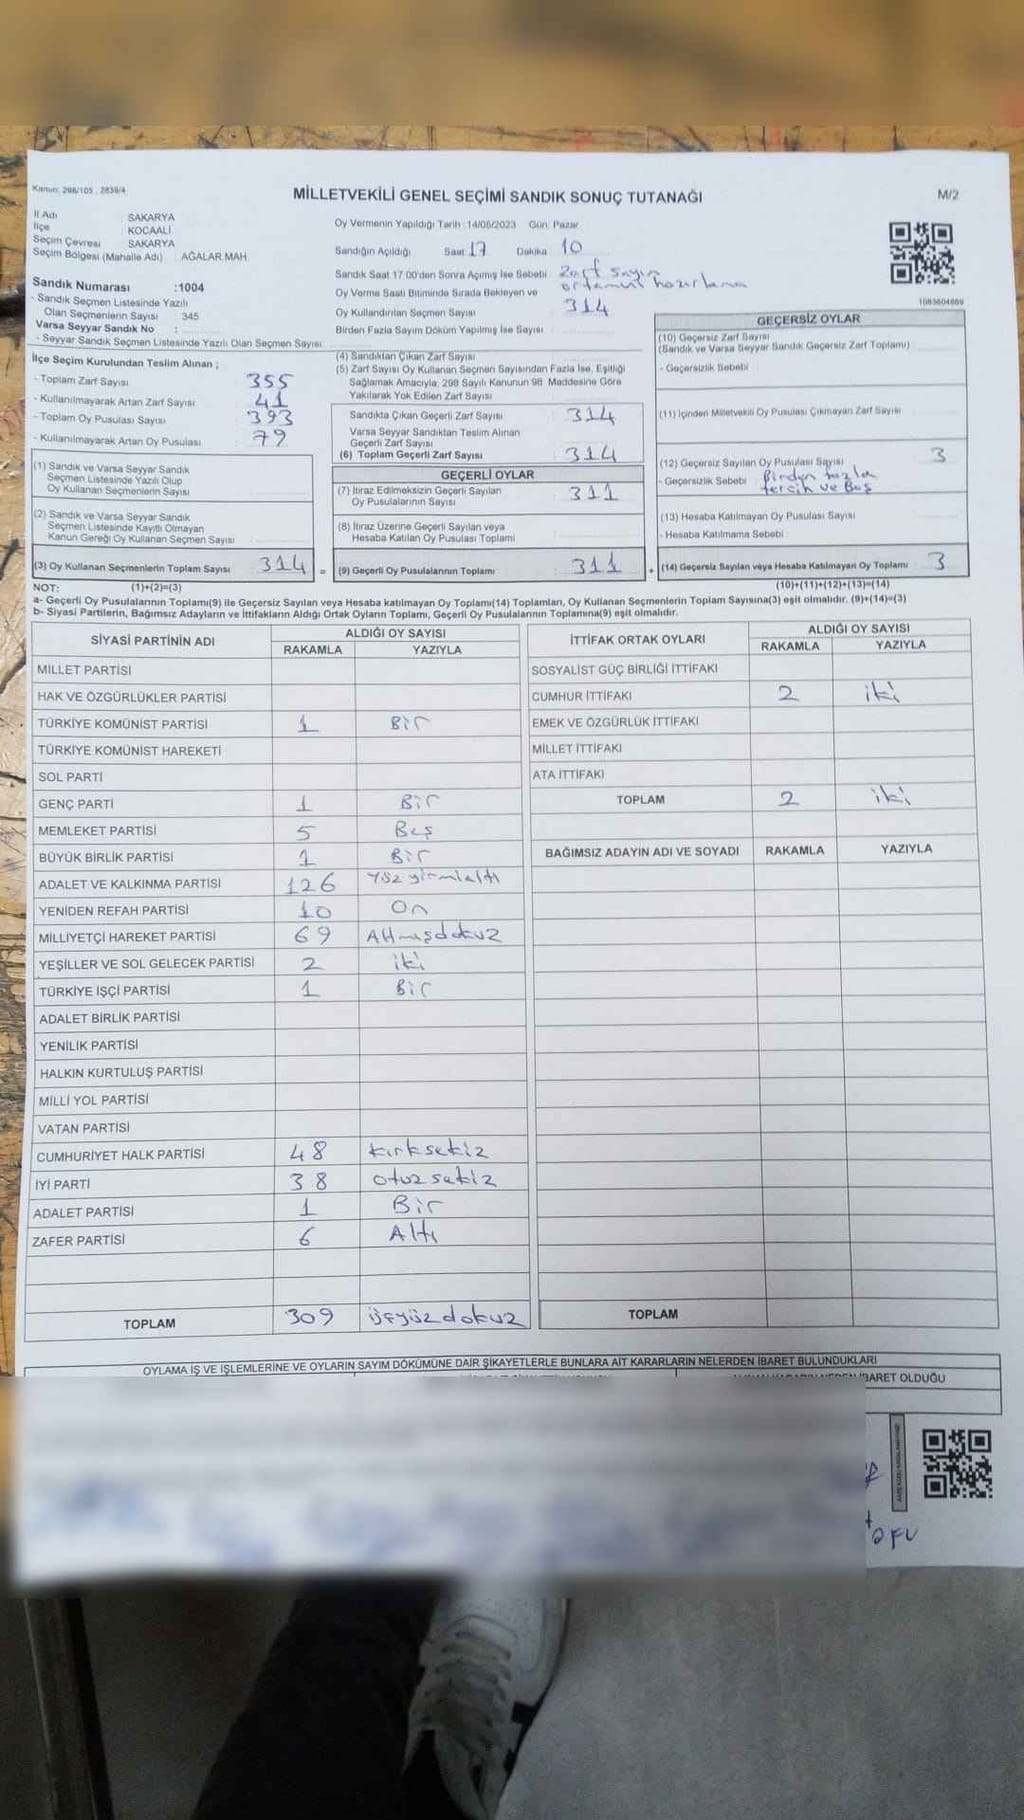 Kanun: 298/105 , 2839/4
MİLLETVEKİLİ GENEL SEÇİMİ SANDIK SONUÇ TUTANAĞI
M/2
İl Adı : SAKARYA
İlçe : KOCAALİ
Seçim Çevresi : SAKARYA
Seçim Bölgesi (Mahalle Adı) : AĞALAR MAH.
Sandık Numarası :1004
- Sandık Seçmen Listesinde Yazılı
Olan Seçmenlerin Sayısı : 345
Varsa Seyyar Sandık No :
- Seyyar Sandık Seçmen Listesinde Yazılı Olan Seçmen Sayısı:
Oy Vermenin Yapıldığı Tarih :14/05/2023 Gün: Pazar
Sandığın Açıldığı Saat 17 Dakika 10
Sandık Saat 17.00'den Sonra Açımış İse Sebebi : Zarf sayım
ortamını hazırlama
Oy Verme Saati Bitiminde Sırada Bekleyen ve
Oy Kullandırılan Seçmen Sayısı 314
Birden Fazla Sayım Döküm Yapılmış İse Sayısı :
İlçe Seçim Kurulundan Teslim Alınan ;
- Toplam Zarf Sayısı 355
- Kullanılmayarak Artan Zarf Sayısı : 41
- Toplam Oy Pusulası Sayısı : 393
- Kullanılmayarak Artan Oy Pusulası : 79
(1) Sandık ve Varsa Seyyar Sandık
Seçmen Listesinde Yazılı Olup
Oy Kullanan Seçmenlerin Sayısı
(2) Sandık ve Varsa Seyyar Sandık
Seçmen Listesinde Kayıtlı Olmayan
Kanun Gereği Oy Kullanan Seçmen Sayısı
(3) Oy Kullanan Seçmenlerin Toplam Sayısı 314 =
(4) Sandıktan Çıkan Zarf Sayısı
(5) Zarf Sayısı Oy Kullanan Seçmen Sayısından Fazla İse, Eşitliği
Sağlamak Amacıyla, 298 Sayılı Kanunun 98. Maddesine Göre
Yakılarak Yok Edilen Zarf Sayısı
Sandıkta Çıkan Geçerli Zarf Sayısı 314
Varsa Seyyar Sandıktan Teslim Alınan
Geçerli Zarf Sayısı
(6) Toplam Geçerli Zarf Sayısı 314
GEÇERLİ OYLAR
(7) İtiraz Edilmeksizin Geçerli Sayılan
Oy Pusulalarının Sayısı 311
(8) İtiraz Üzerine Geçerli Sayılan veya
Hesaba Katılan Oy Pusulası Toplamı
(9) Geçerli Oy Pusulalarının Toplamı 311 +
1083604669
GEÇERSİZ OYLAR
(10) Geçersiz Zarf Sayısı
(Sandık ve Varsa Seyyar Sandık Geçersiz Zarf Toplamı)
- Geçersizlik Sebebi :
(11) İçinden Milletvekili Oy Pusulası Çıkmayan Zarf Sayısı
(12) Geçersiz Sayılan Oy Pusulası Sayısı 3
- Geçersizlik Sebebi : Birden fazla
tercih ve Boş
(13) Hesaba Katılmayan Oy Pusulası Sayısı
- Hesaba Katılmama Sebebi :
(14) Geçersiz Sayılan veya Hesaba Katılmayan Oy Toplamı 3
NOT: (1)+(2)=(3) (10)+(11)+(12)+(13)=(14)
a- Geçerli Oy Pusulalarının Toplamı(9) ile Geçersiz Sayılan veya Hesaba katılmayan Oy Toplamı(14) Toplamları, Oy Kullanan Seçmenlerin Toplam Sayısına(3) eşit olmalıdır. (9)+(14)=(3)
b- Siyasi Partilerin, Bağımsız Adayların ve İttifakların Aldığı Ortak Oyların Toplamı, Geçerli Oy Pusulalarının Toplamına(9) eşit olmalıdır.
SİYASİ PARTİNİN ADI ALDIĞI OY SAYISI
RAKAMLA YAZIYLA
MİLLET PARTİSİ
HAK VE ÖZGÜRLÜKLER PARTİSİ
TÜRKİYE KOMÜNİST PARTİSİ 1 Bir
TÜRKİYE KOMÜNİST HAREKETİ
SOL PARTİ
GENÇ PARTİ 1 Bir
MEMLEKET PARTİSİ 5 Beş
BÜYÜK BİRLİK PARTİSİ 1 Bir
ADALET VE KALKINMA PARTİSİ 126 Yüzyirmialtı
YENİDEN REFAH PARTİSİ 10 On
MİLLİYETÇİ HAREKET PARTİSİ 69 Altmışdokuz
YEŞİLLER VE SOL GELECEK PARTİSİ 2 iki
TÜRKİYE İŞÇİ PARTİSİ 1 Bir
ADALET BİRLİK PARTİSİ
YENİLİK PARTİSİ
HALKIN KURTULUŞ PARTİSİ
MİLLİ YOL PARTİSİ
VATAN PARTİSİ
CUMHURİYET HALK PARTİSİ 48 Kırksekiz
İYİ PARTİ 38 otuzsekiz
ADALET PARTİSİ 1 Bir
ZAFER PARTİSİ 6 Altı
TOPLAM 309 üçyüzdokuz
İTTİFAK ORTAK OYLARI ALDIĞI OY SAYISI
RAKAMLA YAZIYLA
SOSYALİST GÜÇ BİRLİĞİ İTTİFAKI
CUMHUR İTTİFAKI 2 iki
EMEK VE ÖZGÜRLÜK İTTİFAKI
MİLLET İTTİFAKI
ATA İTTİFAKI
TOPLAM 2 iki
BAĞIMSIZ ADAYIN ADI VE SOYADI RAKAMLA YAZIYLA
TOPLAM
OYLAMA İŞ VE İŞLEMLERİNE VE OYLARIN SAYIM DÖKÜMÜNE DAİR ŞİKAYETLERLE BUNLARA AİT KARARLARIN NELERDEN İBARET BULUNDUKLARI
OLDUĞU